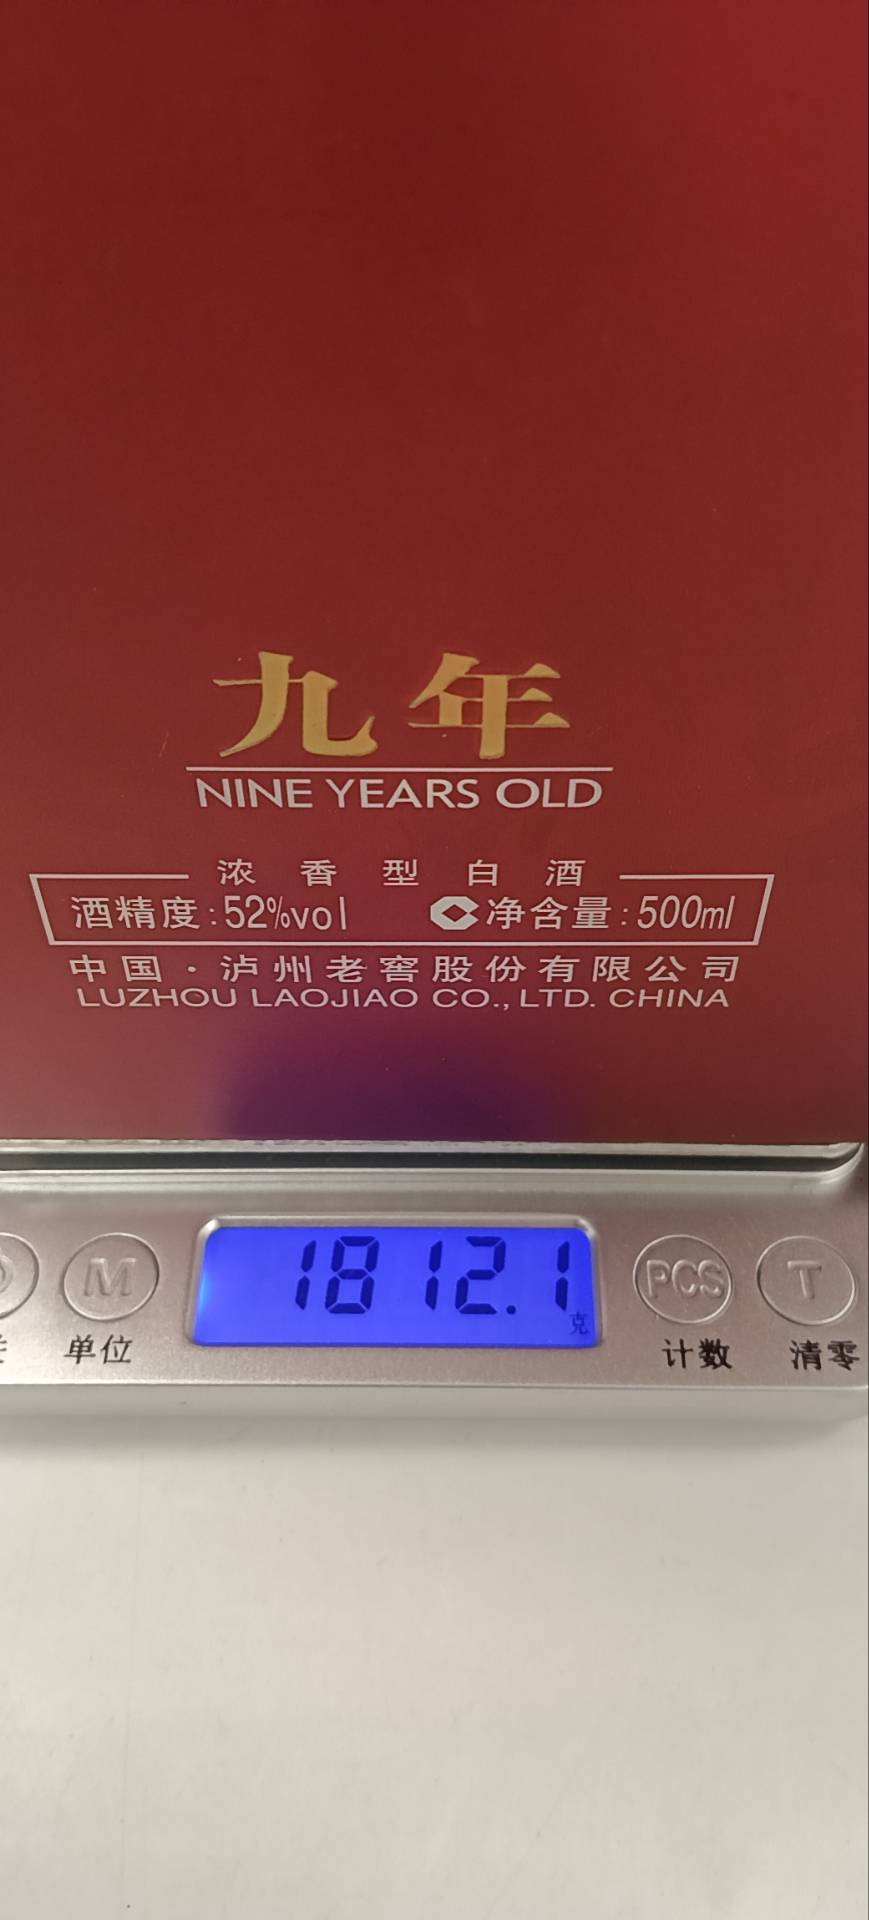 九年
NINE YEARS OLD
浓香型白酒
酒精度:52%vol 净含量:500ml
中国·泸州老窖股份有限公司
LUZHOU LAOJIAO CO.,LTD. CHINA
M 1812.1 克 PCS T
单位 计数 清零